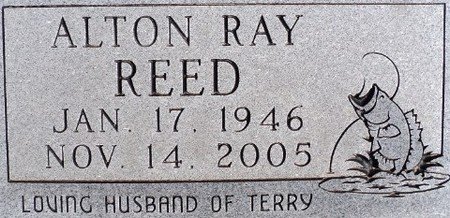 ALTON RAY
REED
JAN. 17, 1946
NOV. 14, 2005
LOVING HUSBAND OF TERRY